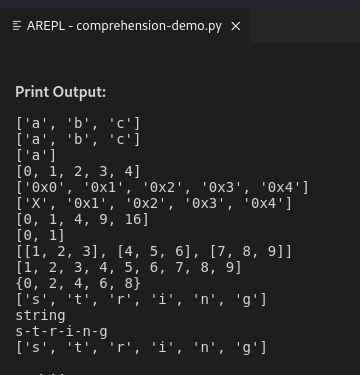 AREPL - comprehension-demo.py ×
Print Output:
['a', 'b', 'c']
['a', 'b', 'c']
['a']
[0, 1, 2, 3, 4]
['0x0', '0x1', '0x2', '0x3', '0x4']
['X', '0x1', '0x2', '0x3', '0x4']
[0, 1, 4, 9, 16]
[0, 1]
[[1, 2, 3], [4, 5, 6], [7, 8, 9]]
[1, 2, 3, 4, 5, 6, 7, 8, 9]
{0, 2, 4, 6, 8}
['s', 't', 'r', 'i', 'n', 'g']
string
s-t-r-i-n-g
['s', 't', 'r', 'i', 'n', 'g']